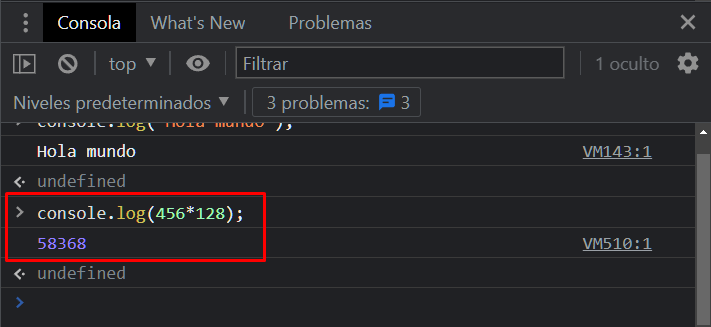 Consola What's New Problemas
top Filtrar 1 oculto
Niveles predeterminados 3 problemas: 3
console.log("Hola mundo");
Hola mundo VM143:1
undefined
console.log(456*128);
58368 VM510:1
undefined